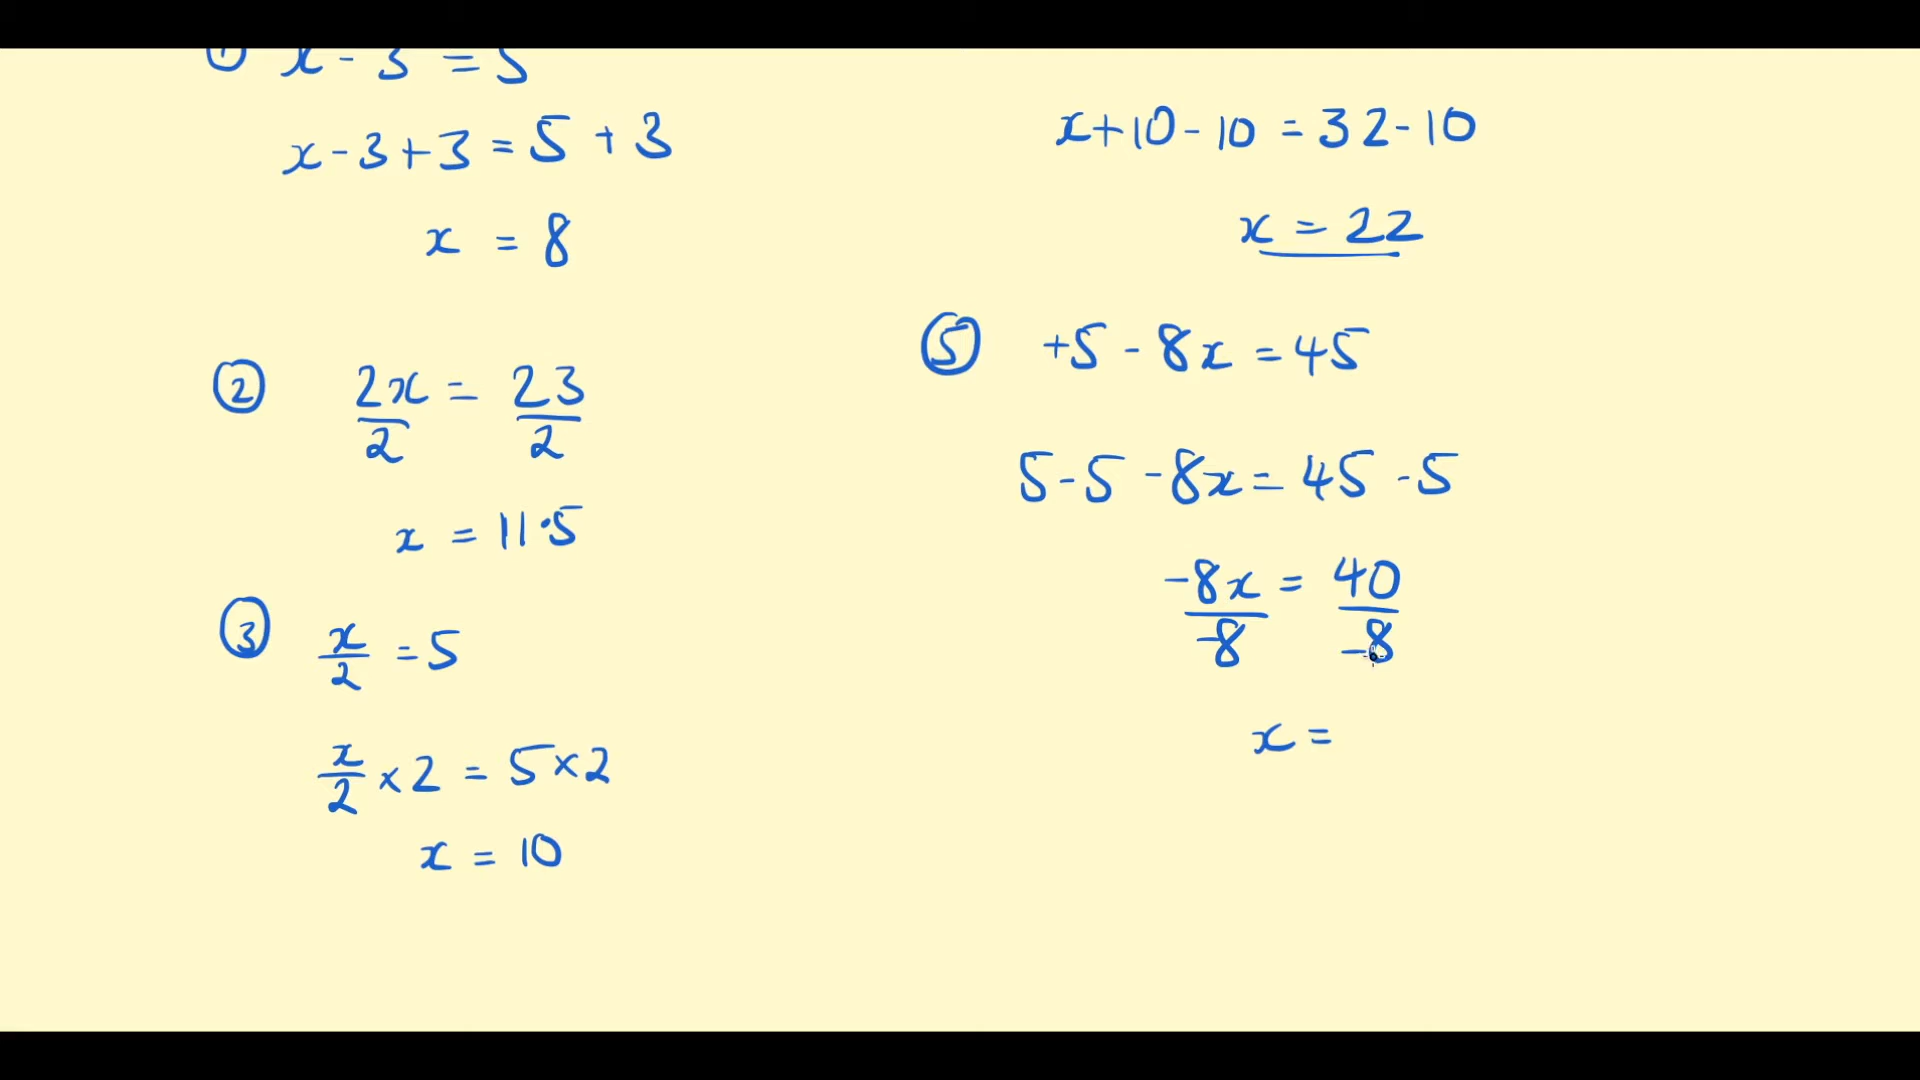 ① x - 3 = 5
x - 3 + 3 = 5 + 3
x = 8
② 2x/2 = 23/2
x = 11·5
③ x/2 = 5
x/2 × 2 = 5 × 2
x = 10
x + 10 - 10 = 32 - 10
x = 22
⑤ +5 - 8x = 45
5 - 5 - 8x = 45 - 5
-8x/-8 = 40/-8
x =